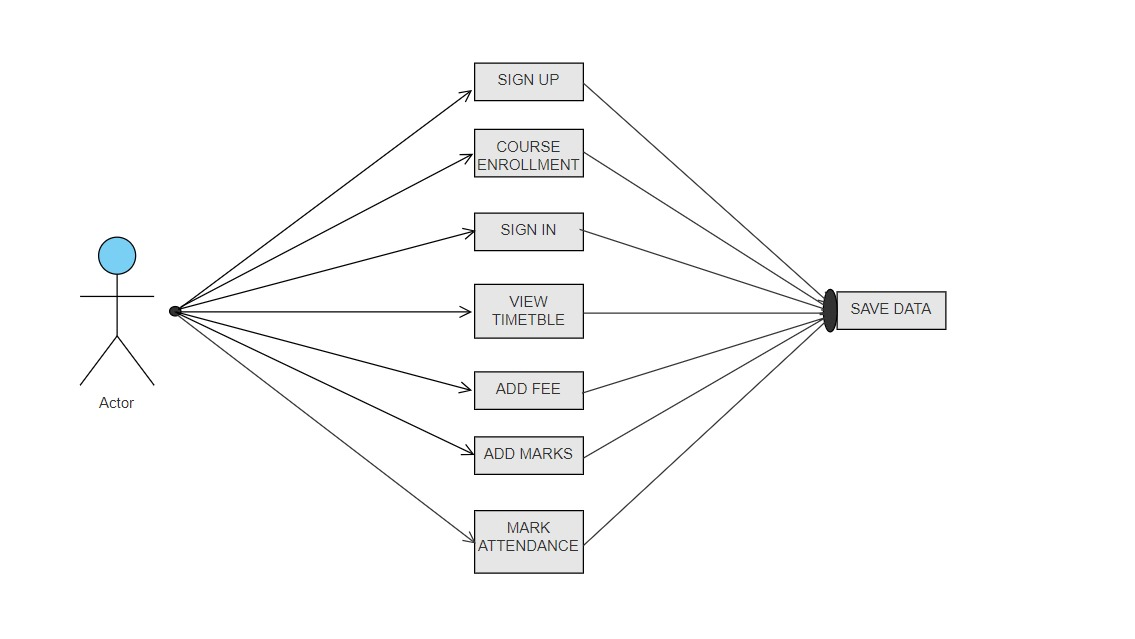 SIGN UP
COURSE
ENROLLMENT
SIGN IN
VIEW
TIMETBLE
SAVE DATA
ADD FEE
Actor
ADD MARKS
MARK
ATTENDANCE